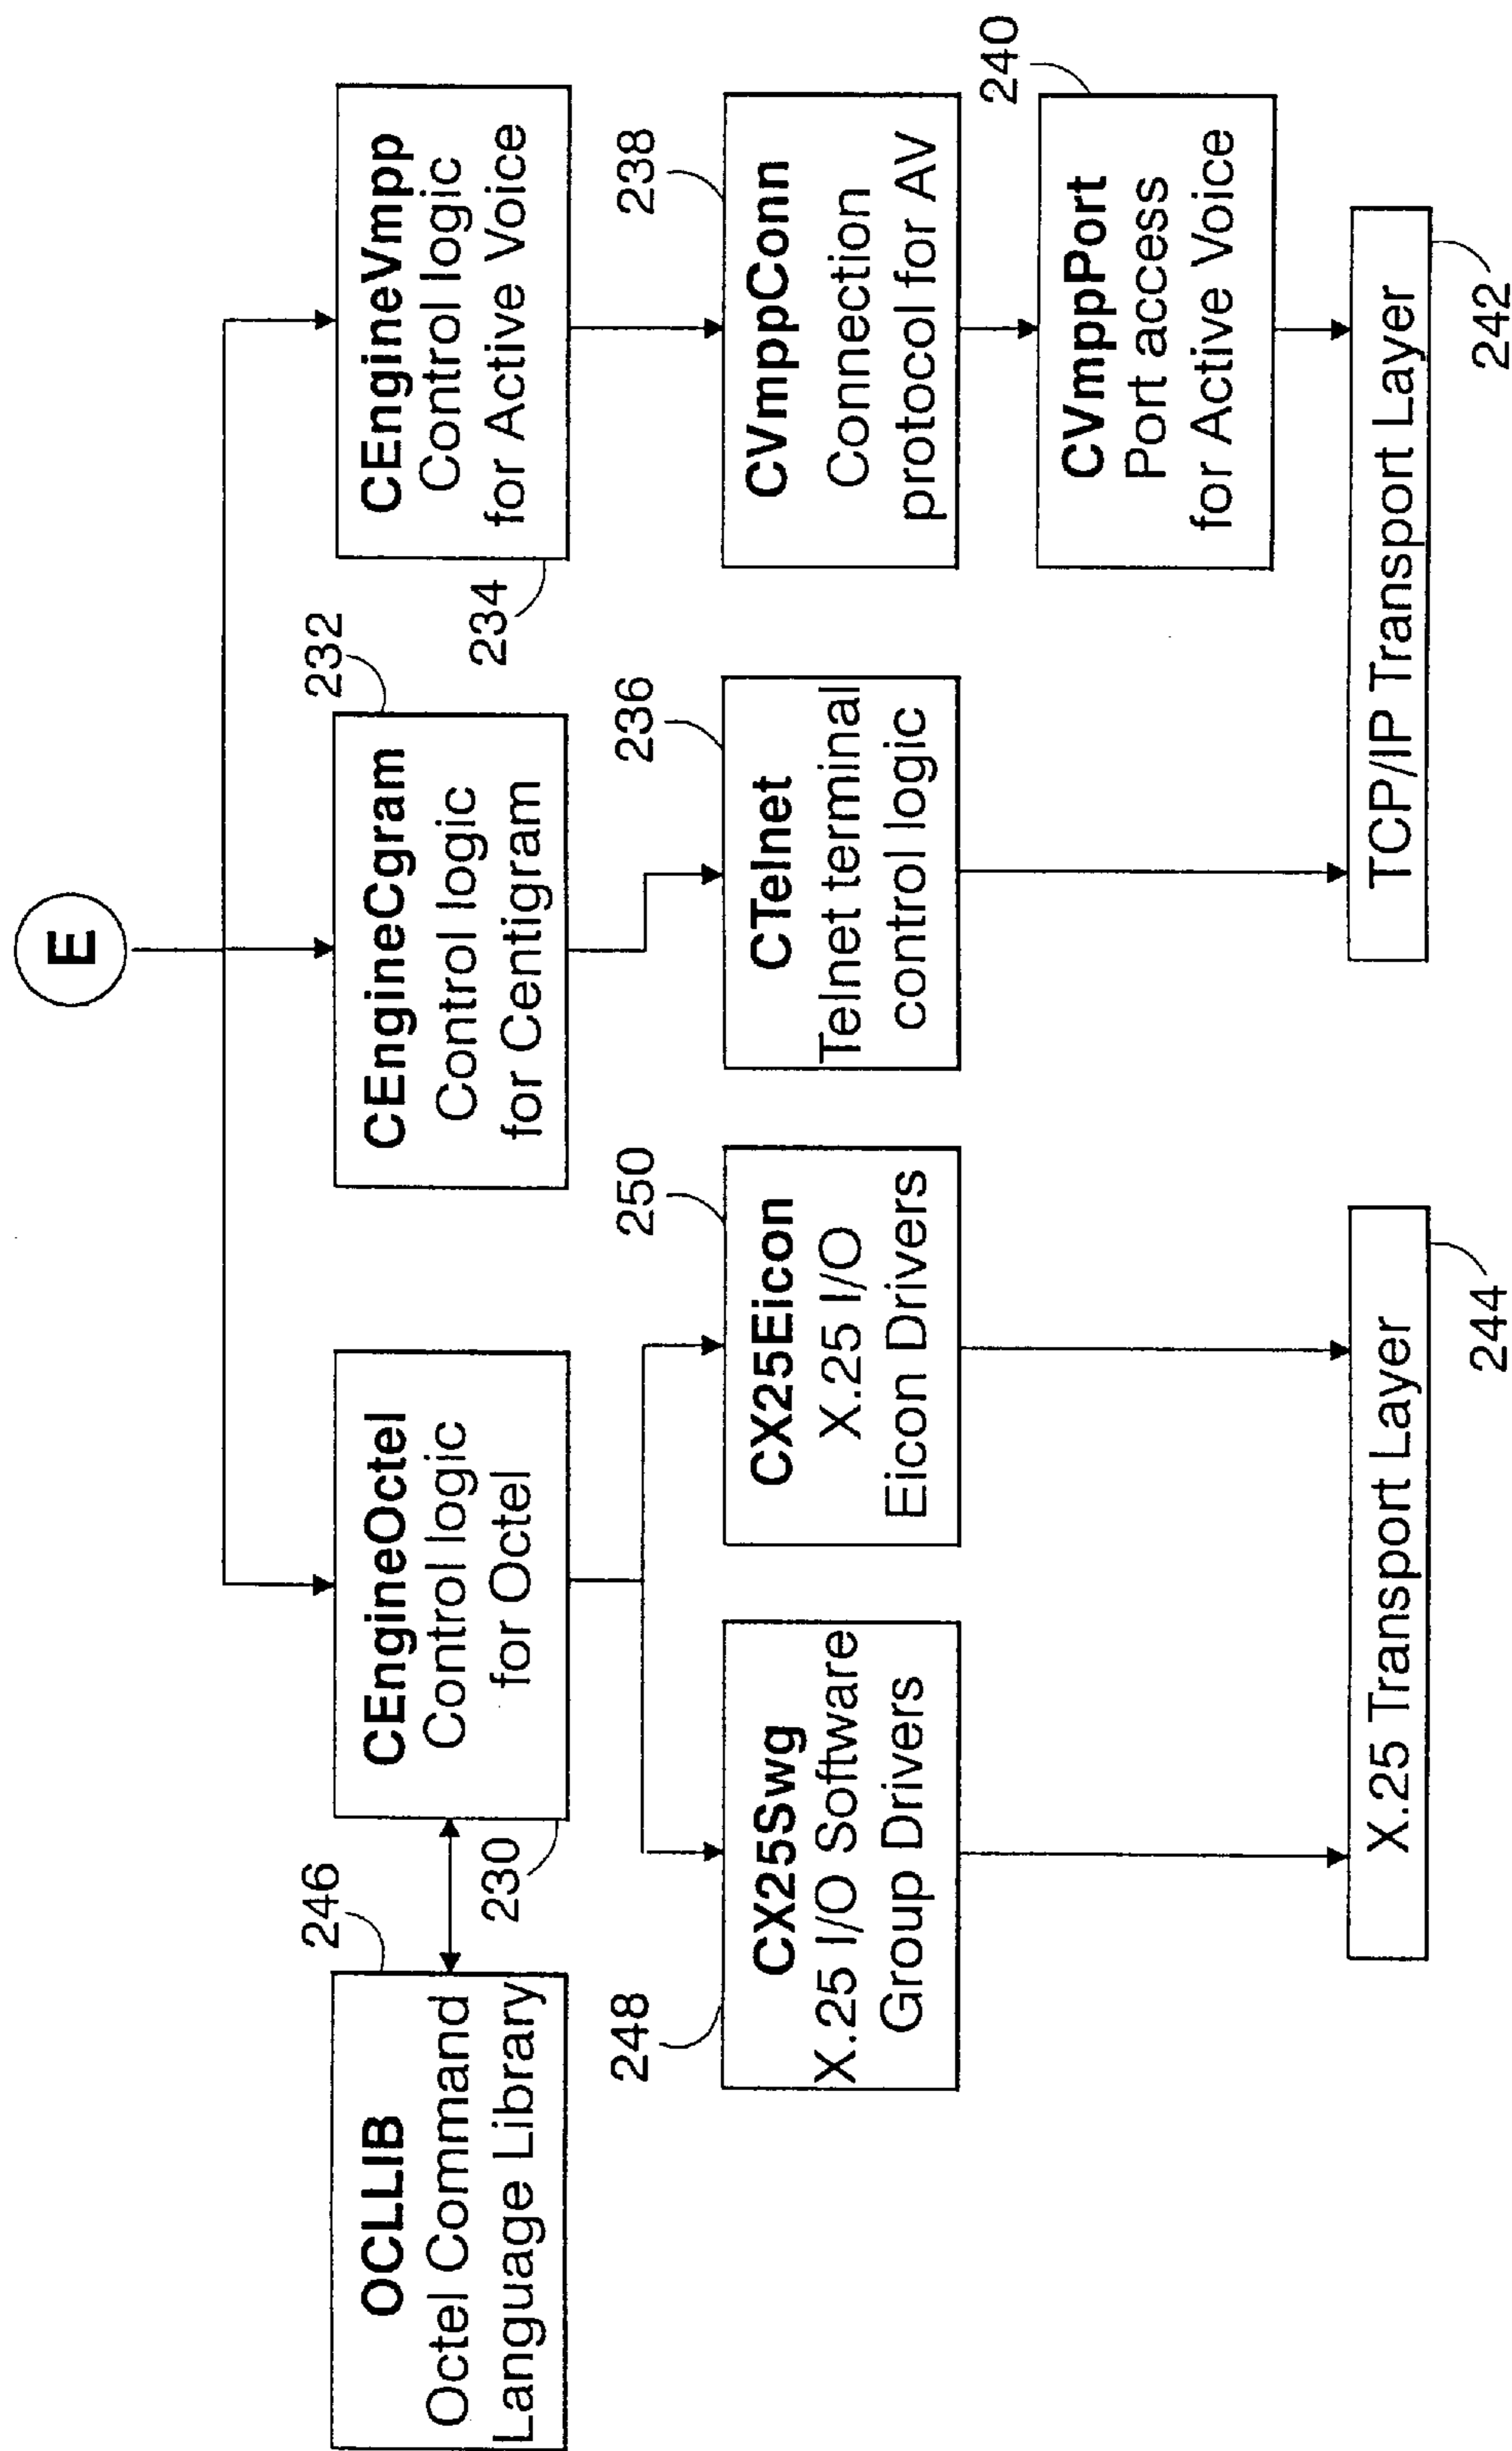 E
OCLLIB
Octel Command
Language Library
246
CEngineOctel
Control logic
for Octel
230
CEngineCgram
Control logic
for Centigram
232
CEngineVmpp
Control logic
for Active Voice
234
CX25Swg
X.25 I/O Software
Group Drivers
248
CX25Eicon
X.25 I/O
Eicon Drivers
250
CTelnet
Telnet terminal
control logic
236
CVmppConn
Connection
protocol for AV
238
CVmppPort
Port access
for Active Voice
240
X.25 Transport Layer
244
TCP/IP Transport Layer
242